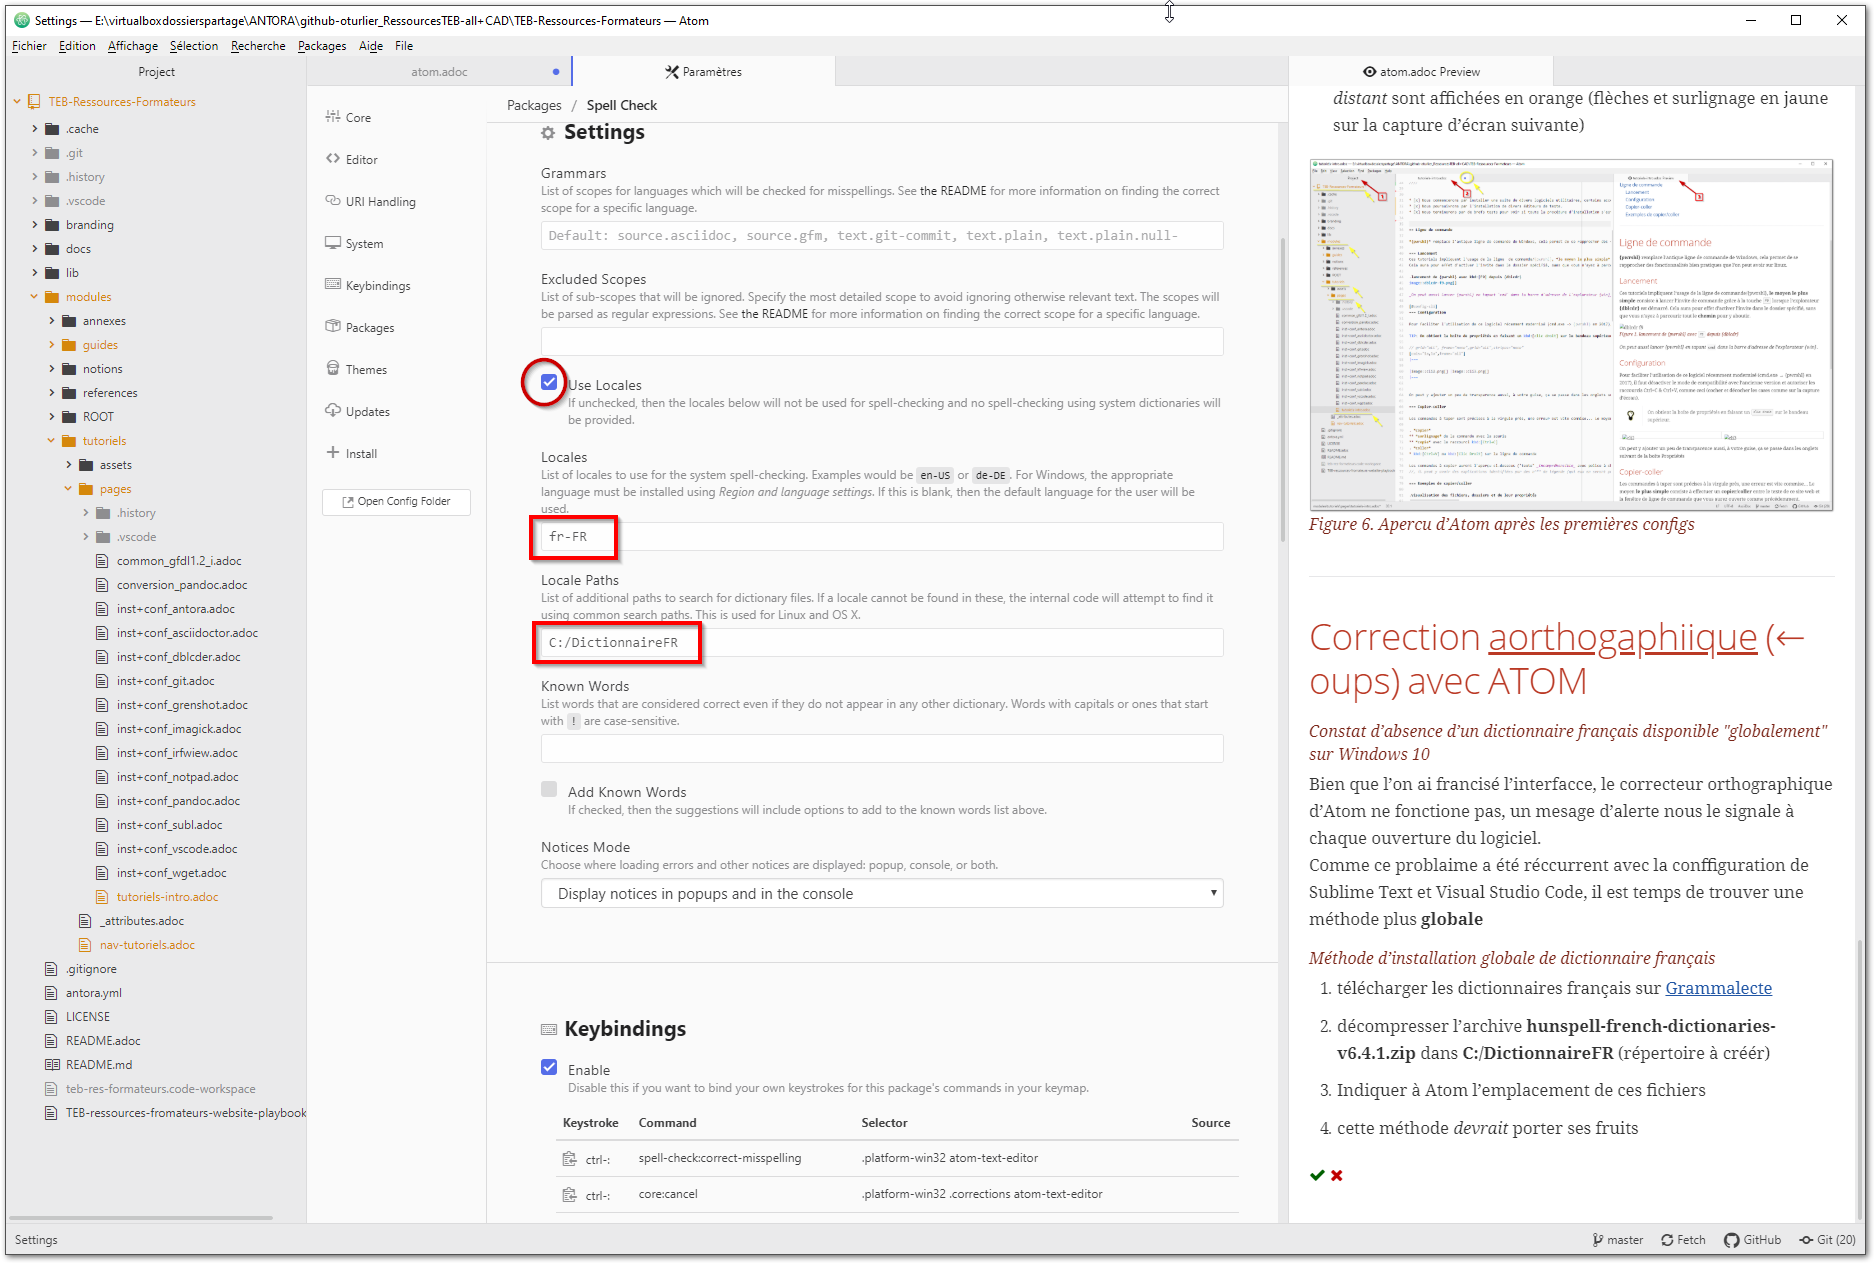 Settings — E:\virtualboxdossierspartage\ANTORA\github-oturlier_RessourcesTEB-all+CAD\TEB-Ressources-Formateurs — Atom
Fichier Edition Affichage Sélection Recherche Packages Aide File
Project
TEB-Ressources-Formateurs
.cache
.git
.history
.vscode
branding
docs
lib
modules
annexes
guides
notions
references
ROOT
tutoriels
assets
pages
.history
.vscode
common_gfdl1.2_i.adoc
conversion_pandoc.adoc
inst+conf_antora.adoc
inst+conf_asciidoctor.adoc
inst+conf_dblcder.adoc
inst+conf_git.adoc
inst+conf_grenshot.adoc
inst+conf_imagick.adoc
inst+conf_irfwiew.adoc
inst+conf_notpad.adoc
inst+conf_pandoc.adoc
inst+conf_subl.adoc
inst+conf_vscode.adoc
inst+conf_wget.adoc
tutoriels-intro.adoc
_attributes.adoc
nav-tutoriels.adoc
.gitignore
antora.yml
LICENSE
README.adoc
README.md
teb-res-formateurs.code-workspace
TEB-ressources-fromateurs-website-playbook
atom.adoc
Paramètres
Core
Editor
URI Handling
System
Keybindings
Packages
Themes
Updates
Install
Open Config Folder
Packages / Spell Check
Settings
Grammars
List of scopes for languages which will be checked for misspellings. See the README for more information on finding the correct
scope for a specific language.
Default: source.asciidoc, source.gfm, text.git-commit, text.plain, text.plain.null-
Excluded Scopes
List of sub-scopes that will be ignored. Specify the most detailed scope to avoid ignoring otherwise relevant text. The scopes will
be parsed as regular expressions. See the README for more information on finding the correct scope for a specific language.
Use Locales
If unchecked, then the locales below will not be used for spell-checking and no spell-checking using system dictionaries will
be provided.
Locales
List of locales to use for the system spell-checking. Examples would be en-US or de-DE. For Windows, the appropriate
language must be installed using Region and language settings. If this is blank, then the default language for the user will be
used.
fr-FR
Locale Paths
List of additional paths to search for dictionary files. If a locale cannot be found in these, the internal code will attempt to find it
using common search paths. This is used for Linux and OS X.
C:/DictionnaireFR
Known Words
List words that are considered correct even if they do not appear in any other dictionary. Words with capitals or ones that start
with ! are case-sensitive.
Add Known Words
If checked, then the suggestions will include options to add to the known words list above.
Notices Mode
Choose where loading errors and other notices are displayed: popup, console, or both.
Display notices in popups and in the console
Keybindings
Enable
Disable this if you want to bind your own keystrokes for this package's commands in your keymap.
Keystroke Command Selector Source
ctrl-: spell-check:correct-misspelling .platform-win32 atom-text-editor
ctrl-: core:cancel .platform-win32 .corrections atom-text-editor
atom.adoc Preview
distant sont affichées en orange (flèches et surlignage en jaune
sur la capture d’écran suivante)
Ligne de commande
Lancement
Configuration
Copier-coller
Figure 6. Apercu d’Atom après les premières configs
Correction aorthogaphiique (←
oups) avec ATOM
Constat d’absence d’un dictionnaire français disponible "globalement"
sur Windows 10
Bien que l’on ai francisé l’interfacce, le correcteur orthographique
d’Atom ne fonctione pas, un mesage d’alerte nous le signale à
chaque ouverture du logiciel.
Comme ce problaime a été réccurrent avec la configuration de
Sublime Text et Visual Studio Code, il est temps de trouver une
méthode plus globale
Méthode d’installation globale de dictionnaire français
1. télécharger les dictionnaires français sur Grammalecte
2. décompresser l’archive hunspell-french-dictionaries-
v6.4.1.zip dans C:/DictionnaireFR (répertoire à créér)
3. Indiquer à Atom l’emplacement de ces fichiers
4. cette méthode devrait porter ses fruits
Settings
master Fetch GitHub Git (20)